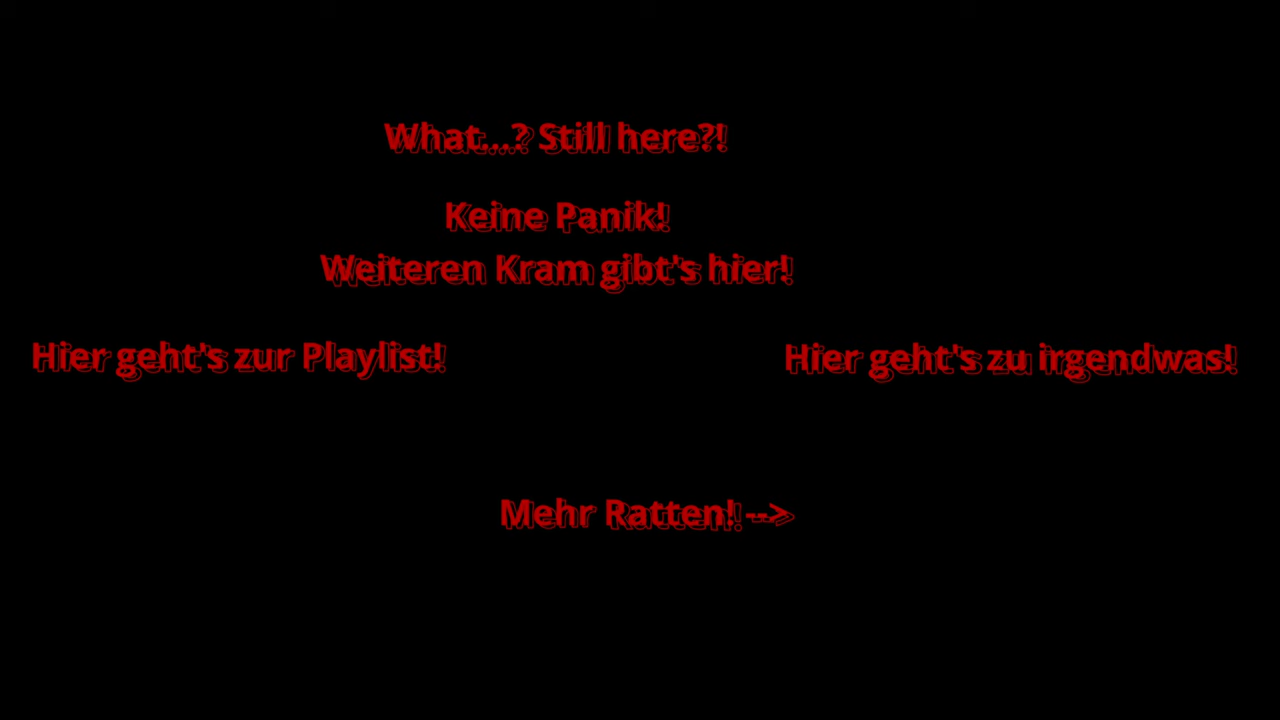 What...? Still here?!
Keine Panik!
Weiteren Kram gibt's hier!
Hier geht's zur Playlist!
Hier geht's zu irgendwas!
Mehr Ratten! -->